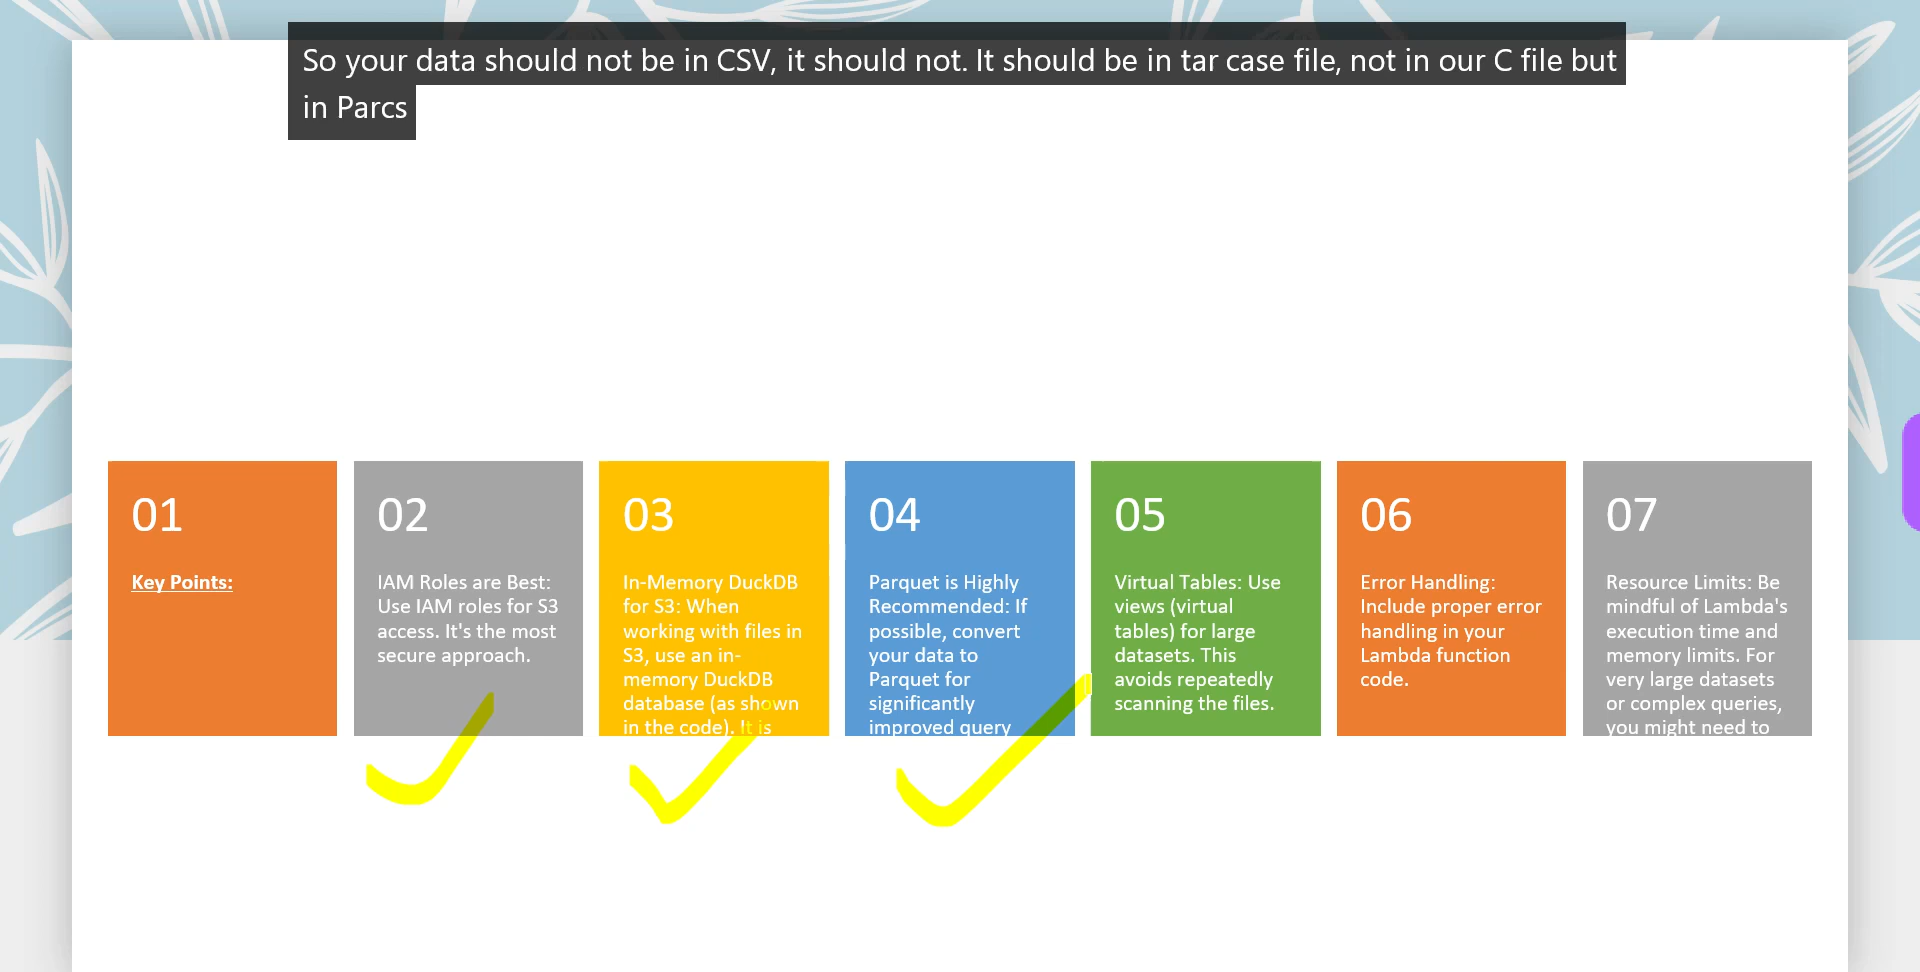 So your data should not be in CSV, it should not. It should be in tar case file, not in our C file but
in Parcs
01
Key Points:
02
IAM Roles are Best:
Use IAM roles for S3
access. It's the most
secure approach.
03
In-Memory DuckDB
for S3: When
working with files in
S3, use an in-
memory DuckDB
database (as shown
in the code). It is
04
Parquet is Highly
Recommended: If
possible, convert
your data to
Parquet for
significantly
improved query
05
Virtual Tables: Use
views (virtual
tables) for large
datasets. This
avoids repeatedly
scanning the files.
06
Error Handling:
Include proper error
handling in your
Lambda function
code.
07
Resource Limits: Be
mindful of Lambda's
execution time and
memory limits. For
very large datasets
or complex queries,
you might need to